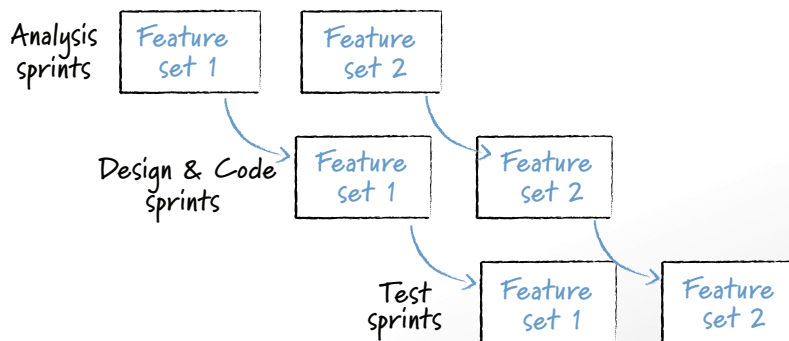 Analysis
sprints
Feature
set 1
Feature
set 2
Design & Code
sprints
Feature
set 1
Feature
set 2
Test
sprints
Feature
set 1
Feature
set 2